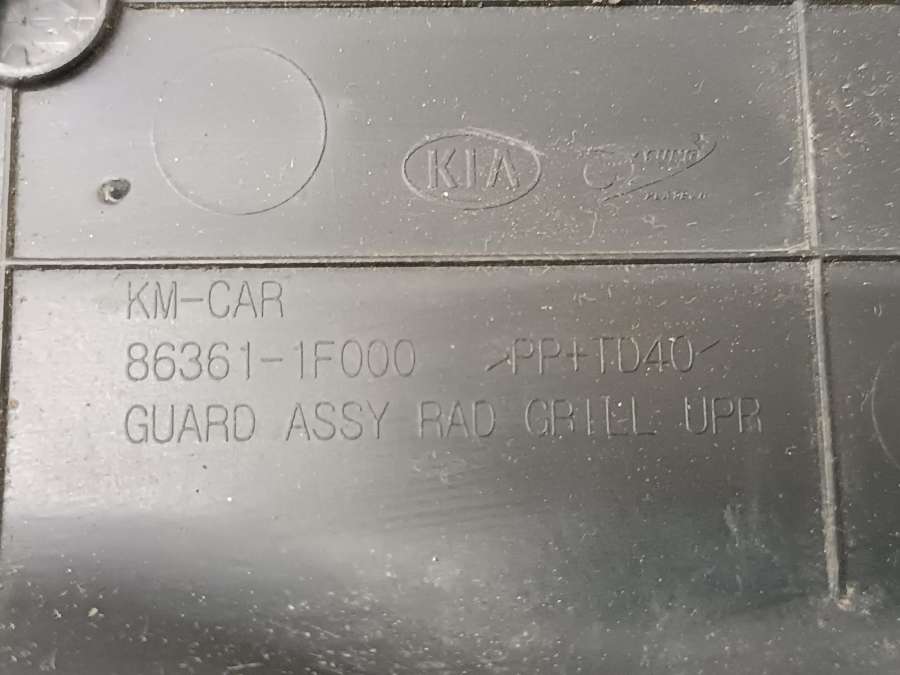 KIA
KM-CAR
86361-1F000 >PP+TD40<
GUARD ASSY RAD GRILL UPR